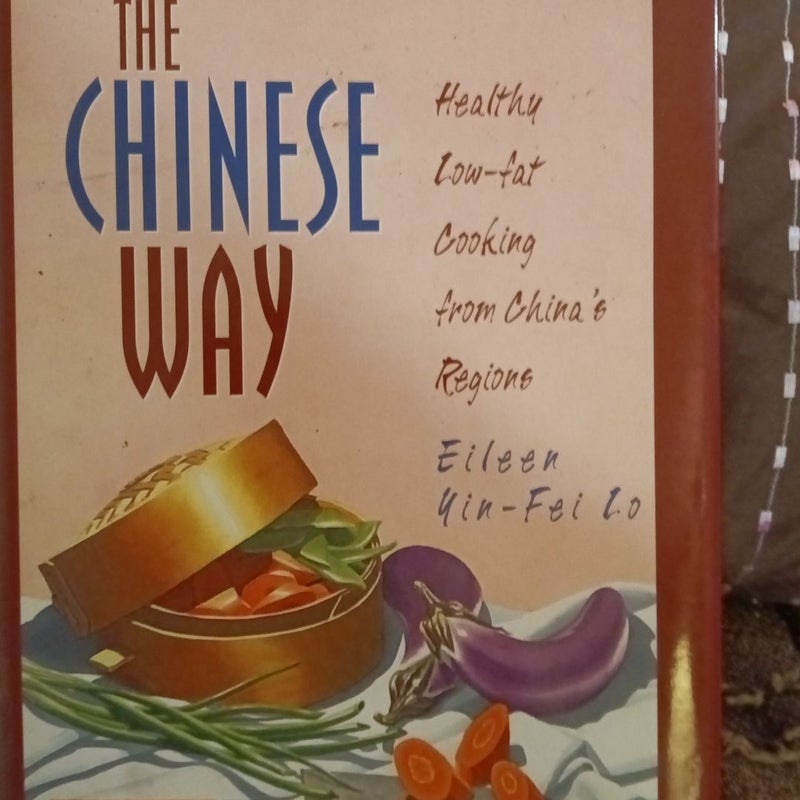 THE
CHINESE
WAY
Healthy
Low-fat
Cooking
from China's
Regions
Eileen
Yin-Fei Lo